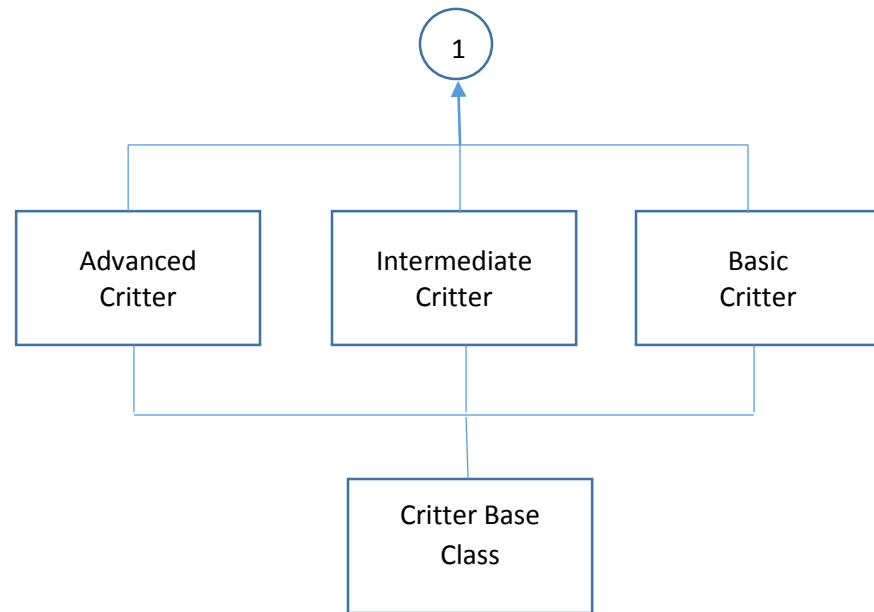 1
Advanced
Critter
Intermediate
Critter
Basic
Critter
Critter Base
Class